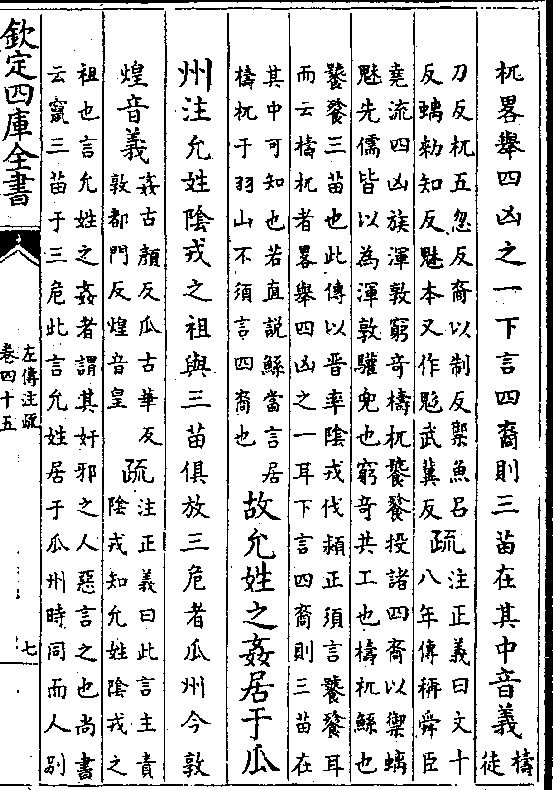 杌畧舉四凶之一下言四裔則三苗在其中音義檮
徒
刀反杌五忽反裔以制反禦魚吕
反螭勑知反魅本又作鬽武冀反
疏
注正義曰文十
八年傳稱舜臣
堯流四凶族渾敦窮竒檮杌饕餮投諸四裔以禦螭
魅先儒皆以為渾敦驩兜也窮竒共工也檮杌鯀也
饕餮三苗也此傳以晋率陰戎伐潁正須言饕餮耳
而云檮杌者畧舉四凶之一耳下言四裔則三苗在
其中可知也若直説鯀當言居
檮杌于羽山不須言四裔也
故允姓之姦居于瓜
州注允姓陰戎之祖與三苗俱放三危者瓜州今敦
煌音義
姦古顔反瓜古華反
敦都門反煌音皇
疏
注正義曰此言主責
陰戎知允姓陰戎之
祖也言允姓之姦者謂其奸邪之人惡言之也尚書
云竄三苗于三危此言允姓居于瓜州時同而人别
欽定四庫全書
左傳注疏
卷四十五
七